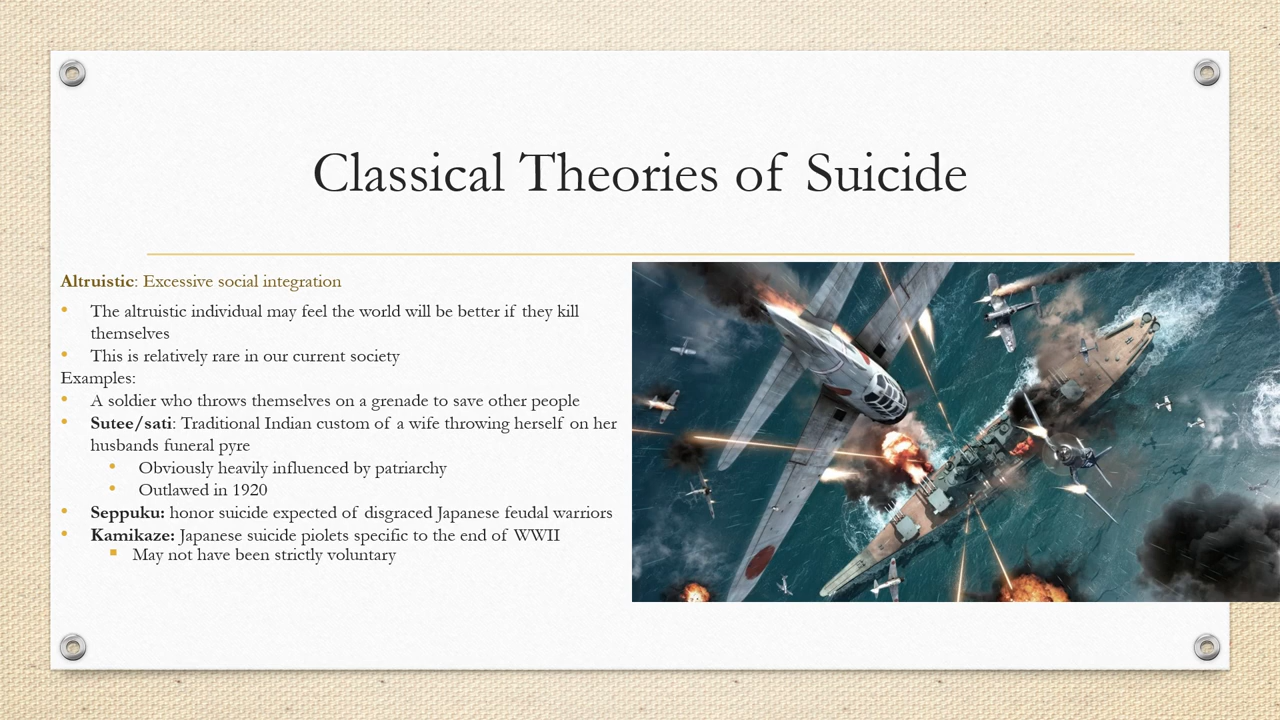 Classical Theories of Suicide
Altruistic: Excessive social integration
• The altruistic individual may feel the world will be better if they kill
themselves
• This is relatively rare in our current society
Examples:
• A soldier who throws themselves on a grenade to save other people
• Sutee/sati: Traditional Indian custom of a wife throwing herself on her
husbands funeral pyre
• Obviously heavily influenced by patriarchy
• Outlawed in 1920
• Seppuku: honor suicide expected of disgraced Japanese feudal warriors
• Kamikaze: Japanese suicide piolets specific to the end of WWII
▪ May not have been strictly voluntary